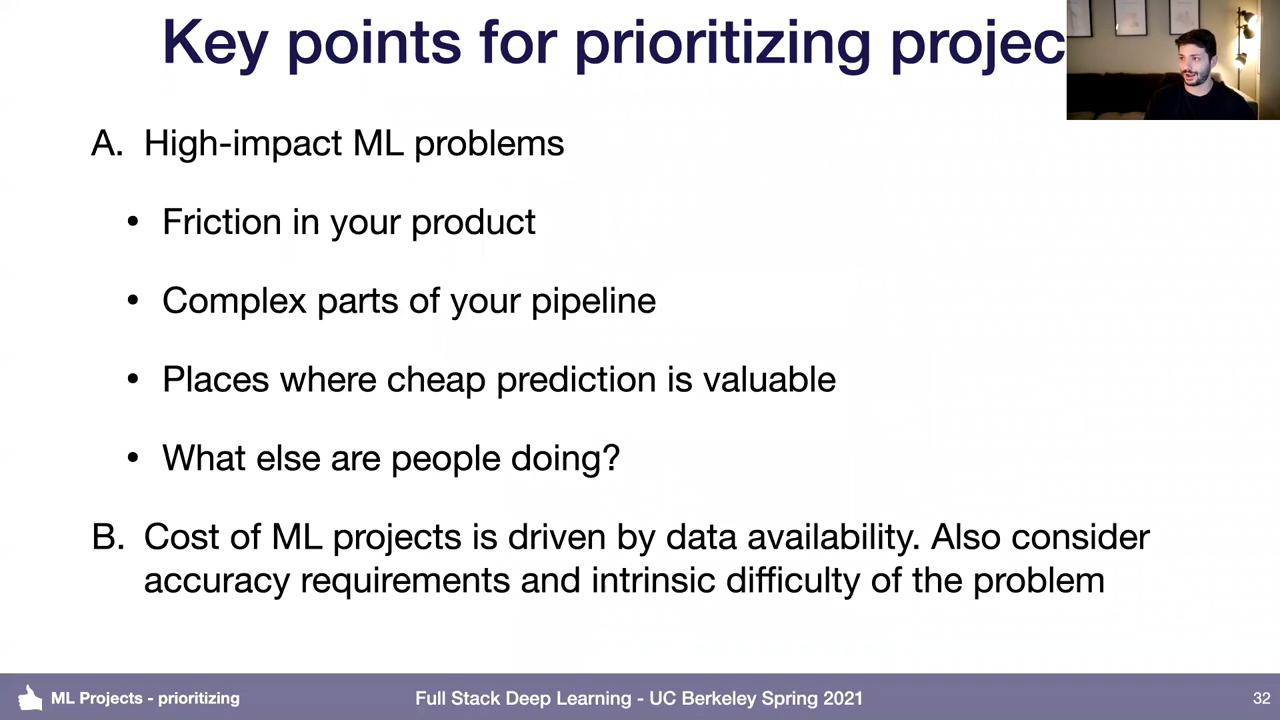 Key points for prioritizing projec
A. High-impact ML problems
• Friction in your product
• Complex parts of your pipeline
• Places where cheap prediction is valuable
• What else are people doing?
B. Cost of ML projects is driven by data availability. Also consider
accuracy requirements and intrinsic difficulty of the problem
ML Projects - prioritizing
Full Stack Deep Learning - UC Berkeley Spring 2021
32